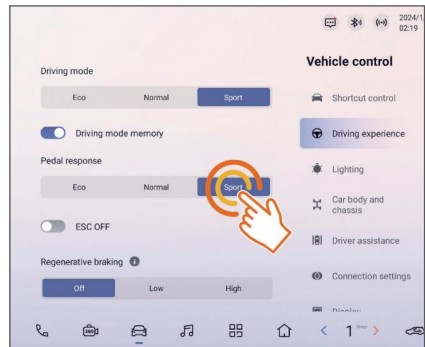 2024/1
02:19
Vehicle control
Driving mode
Eco Normal Sport
Driving mode memory
Pedal response
Eco Normal Sport
ESC OFF
Regenerative braking
Off Low High
Shortcut control
Driving experience
Lighting
Car body and
chassis
Driver assistance
Connection settings
Display
360
1